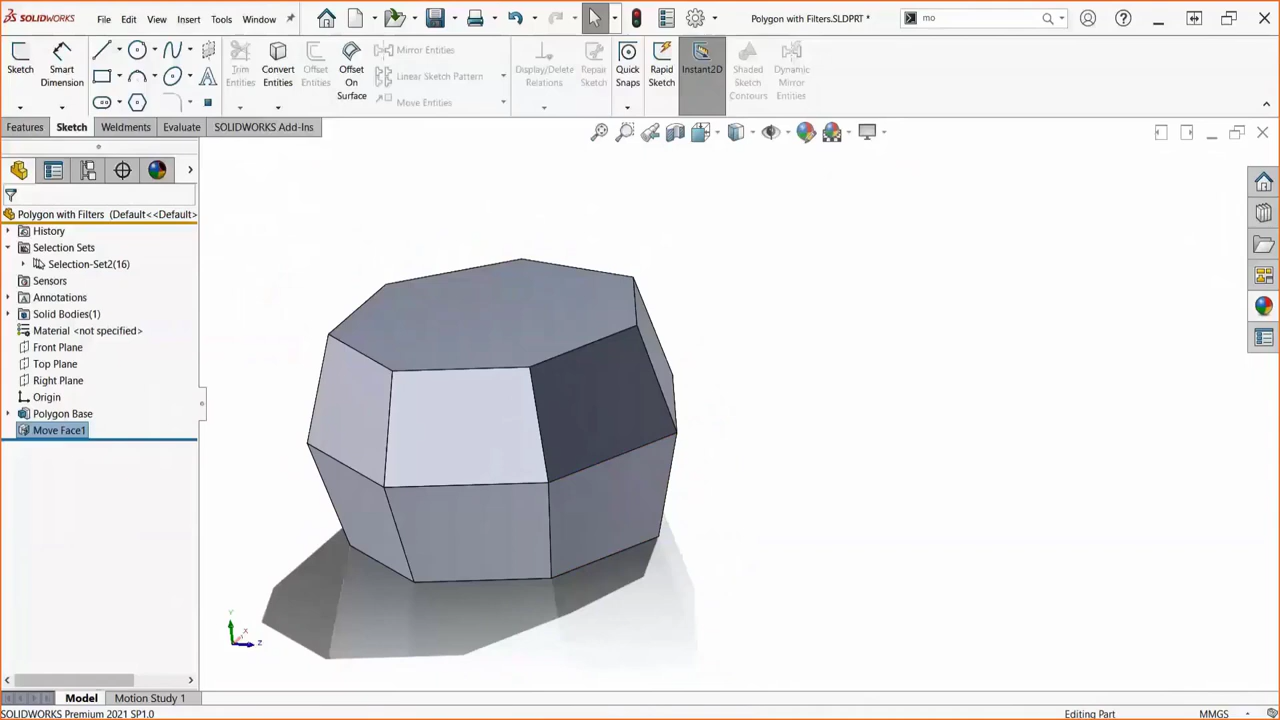 SOLIDWORKS File Edit View Insert Tools Window Polygon with Filters.SLDPRT * mo
Sketch
Smart Dimension
Trim Entities
Convert Entities
Offset Entities
Offset On Surface
Mirror Entities
Linear Sketch Pattern
Move Entities
Display/Delete Relations
Repair Sketch
Quick Snaps
Rapid Sketch
Instant2D
Shaded Sketch Contours
Dynamic Mirror Entities
Features Sketch Weldments Evaluate SOLIDWORKS Add-Ins
Polygon with Filters (Default<<Default>
History
Selection Sets
Selection-Set2(16)
Sensors
Annotations
Solid Bodies(1)
Material <not specified>
Front Plane
Top Plane
Right Plane
Origin
Polygon Base
Move Face1
Y
X
Z
Model Motion Study 1
SOLIDWORKS Premium 2021 SP1.0 Editing Part MMGS